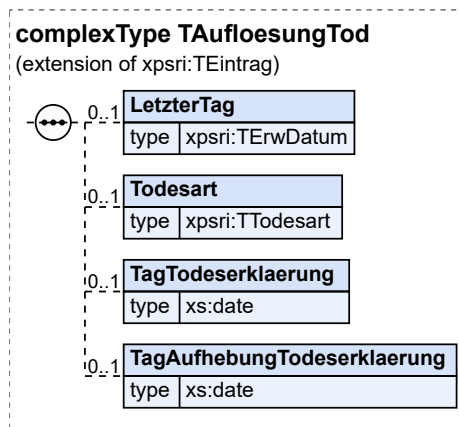 complexType TAufloesungTod
(extension of xpsri:TEintrag)
0..1 LetzterTag
type xpsri:TErwDatum
0..1 Todesart
type xpsri:TTodesart
0..1 TagTodeserklaerung
type xs:date
0..1 TagAufhebungTodeserklaerung
type xs:date